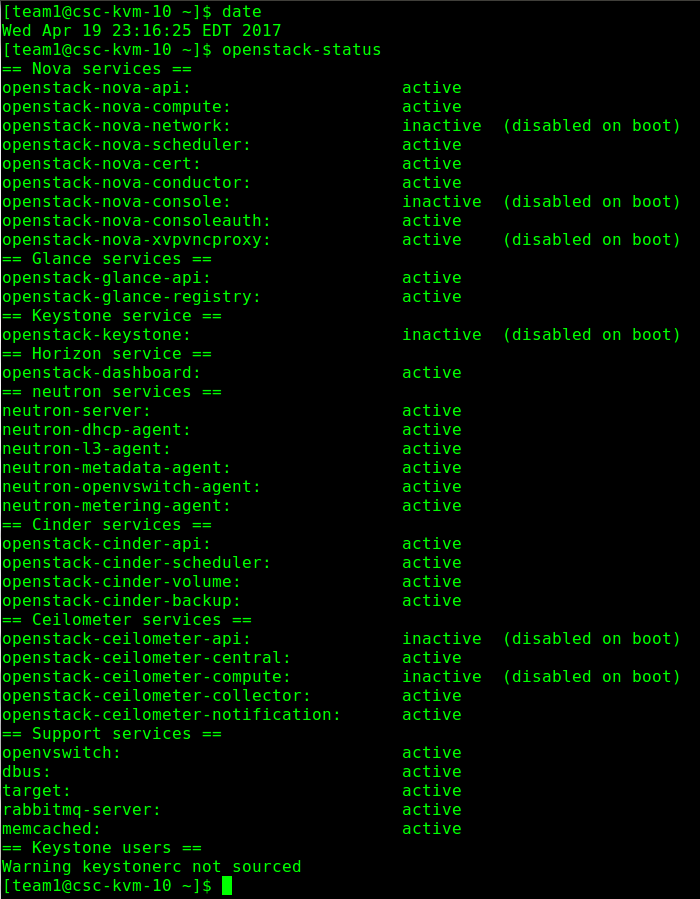 [team1@csc-kvm-10 ~]$ date
Wed Apr 19 23:16:25 EDT 2017
[team1@csc-kvm-10 ~]$ openstack-status
== Nova services ==
openstack-nova-api:                     active
openstack-nova-compute:                 active
openstack-nova-network:                 inactive  (disabled on boot)
openstack-nova-scheduler:               active
openstack-nova-cert:                    active
openstack-nova-conductor:               active
openstack-nova-console:                 inactive  (disabled on boot)
openstack-nova-consoleauth:             active
openstack-nova-xvpvncproxy:             active    (disabled on boot)
== Glance services ==
openstack-glance-api:                   active
openstack-glance-registry:              active
== Keystone service ==
openstack-keystone:                     inactive  (disabled on boot)
== Horizon service ==
openstack-dashboard:                    active
== neutron services ==
neutron-server:                         active
neutron-dhcp-agent:                     active
neutron-l3-agent:                       active
neutron-metadata-agent:                 active
neutron-openvswitch-agent:              active
neutron-metering-agent:                 active
== Cinder services ==
openstack-cinder-api:                   active
openstack-cinder-scheduler:             active
openstack-cinder-volume:                active
openstack-cinder-backup:                active
== Ceilometer services ==
openstack-ceilometer-api:               inactive  (disabled on boot)
openstack-ceilometer-central:           active
openstack-ceilometer-compute:           inactive  (disabled on boot)
openstack-ceilometer-collector:         active
openstack-ceilometer-notification:      active
== Support services ==
openvswitch:                            active
dbus:                                   active
target:                                 active
rabbitmq-server:                        active
memcached:                              active
== Keystone users ==
Warning keystonerc not sourced
[team1@csc-kvm-10 ~]$